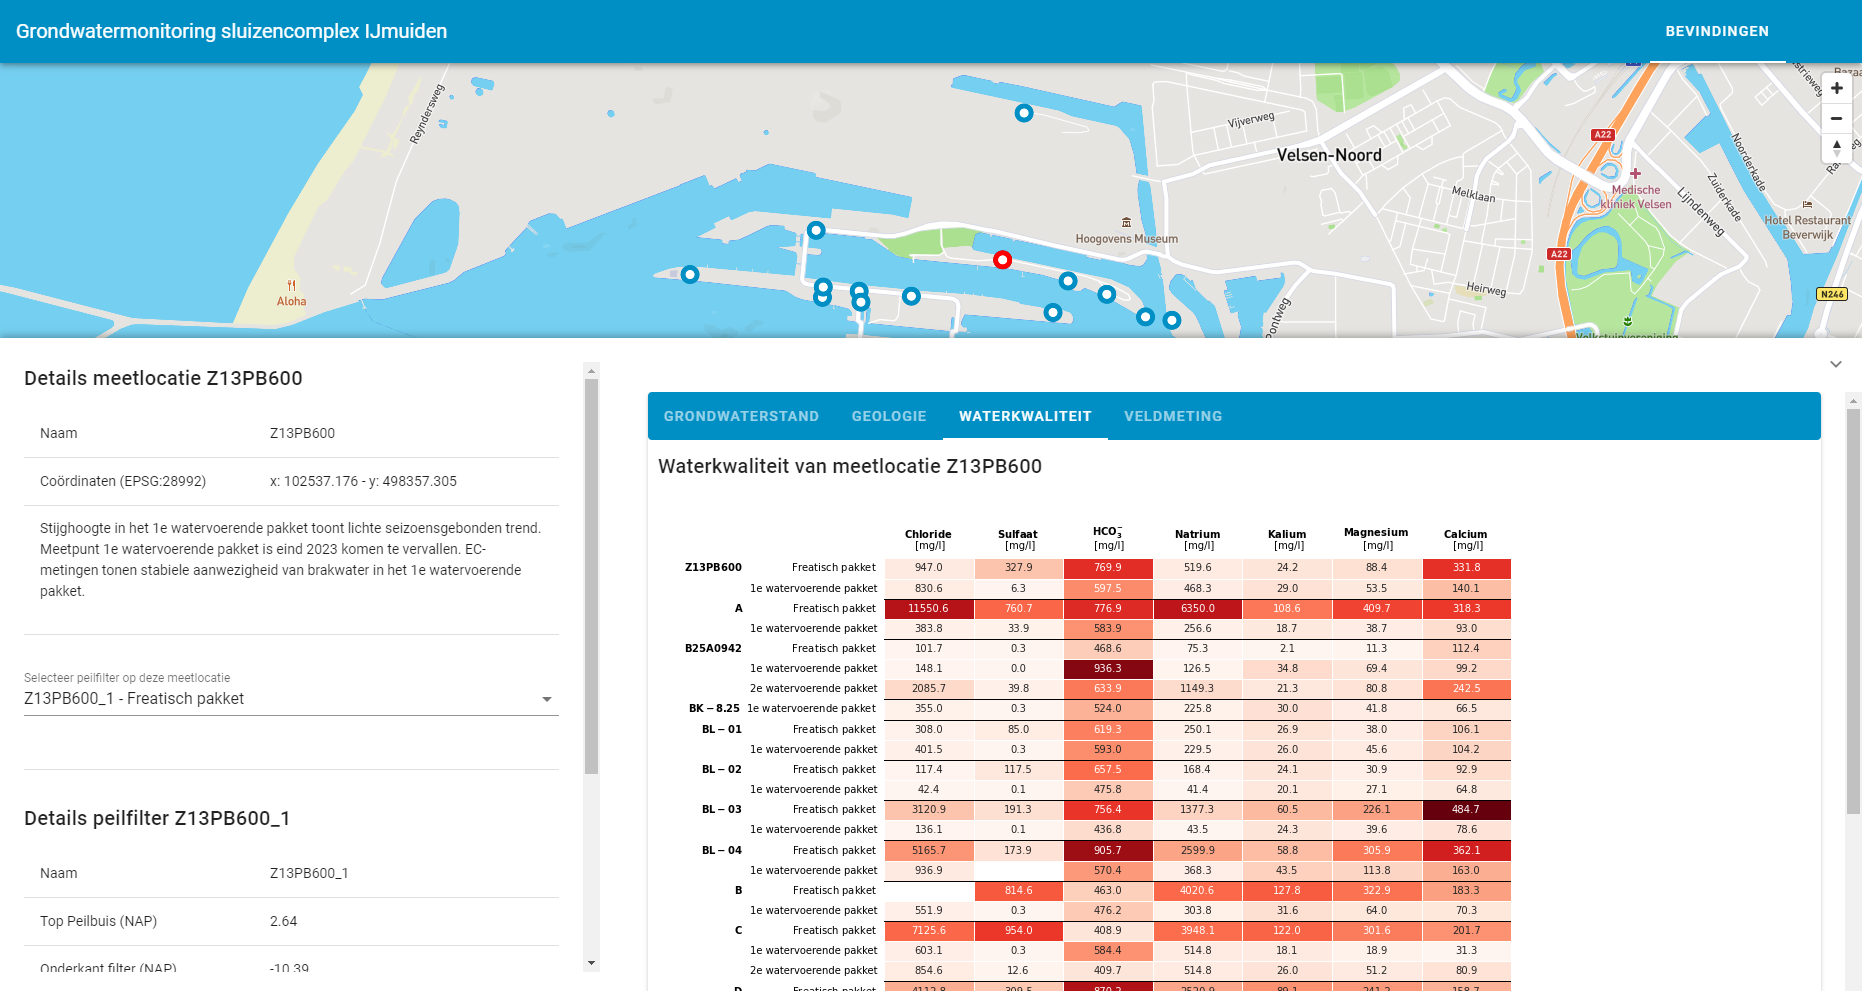 Grondwatermonitoring sluizencomplex IJmuiden
BEVINDINGEN
Reyndersweg
Vijverweg
Velsen-Noord
A22
Noorderkade
Melklaan
Medische
kliniek Velsen
Zuiderkade
Lijndenweg
Hoogovens Museum
Hotel Restaurant
Beverwijk
A22
Heirweg
N246
Aloha
Pontweg
Volkstuinvereniging
Details meetlocatie Z13PB600
Naam Z13PB600
Coördinaten (EPSG:28992) x: 102537.176 - y: 498357.305
Stijghoogte in het 1e watervoerende pakket toont lichte seizoensgebonden trend.
Meetpunt 1e watervoerende pakket is eind 2023 komen te vervallen. EC-
metingen tonen stabiele aanwezigheid van brakwater in het 1e watervoerende
pakket.
Selecteer peilfilter op deze meetlocatie
Z13PB600_1 - Freatisch pakket
Details peilfilter Z13PB600_1
Naam Z13PB600_1
Top Peilbuis (NAP) 2.64
Onderkant filter (NAP) -10.39
GRONDWATERSTAND GEOLOGIE WATERKWALITEIT VELDMETING
Waterkwaliteit van meetlocatie Z13PB600
Chloride Sulfaat HCO₃⁻ Natrium Kalium Magnesium Calcium
[mg/l] [mg/l] [mg/l] [mg/l] [mg/l] [mg/l] [mg/l]
Z13PB600 Freatisch pakket 947.0 327.9 769.9 519.6 24.2 88.4 331.8
1e watervoerende pakket 830.6 6.3 597.5 468.3 29.0 53.5 140.1
A Freatisch pakket 11550.6 760.7 776.9 6350.0 108.6 409.7 318.3
1e watervoerende pakket 383.8 33.9 583.9 256.6 18.7 38.7 93.0
B25A0942 Freatisch pakket 101.7 0.3 468.6 75.3 2.1 11.3 112.4
1e watervoerende pakket 148.1 0.0 936.3 126.5 34.8 69.4 99.2
2e watervoerende pakket 2085.7 39.8 633.9 1149.3 21.3 80.8 242.5
BK − 8.25 1e watervoerende pakket 355.0 0.3 524.0 225.8 30.0 41.8 66.5
BL − 01 Freatisch pakket 308.0 85.0 619.3 250.1 26.9 38.0 106.1
1e watervoerende pakket 401.5 0.3 593.0 229.5 26.0 45.6 104.2
BL − 02 Freatisch pakket 117.4 117.5 657.5 168.4 24.1 30.9 92.9
1e watervoerende pakket 42.4 0.1 475.8 41.4 20.1 27.1 64.8
BL − 03 Freatisch pakket 3120.9 191.3 756.4 1377.3 60.5 226.1 484.7
1e watervoerende pakket 136.1 0.1 436.8 43.5 24.3 39.6 78.6
BL − 04 Freatisch pakket 5165.7 173.9 905.7 2599.9 58.8 305.9 362.1
1e watervoerende pakket 936.9 570.4 368.3 43.5 113.8 163.0
B Freatisch pakket 814.6 463.0 4020.6 127.8 322.9 183.3
1e watervoerende pakket 551.9 0.3 476.2 303.8 31.6 64.0 70.3
C Freatisch pakket 7125.6 954.0 408.9 3948.1 122.0 301.6 201.7
1e watervoerende pakket 603.1 0.3 584.4 514.8 18.1 18.9 31.3
2e watervoerende pakket 854.6 12.6 409.7 514.8 26.0 51.2 80.9
D Freatisch pakket 4112.8 309.5 870.2 2520.9 89.1 241.2 158.7